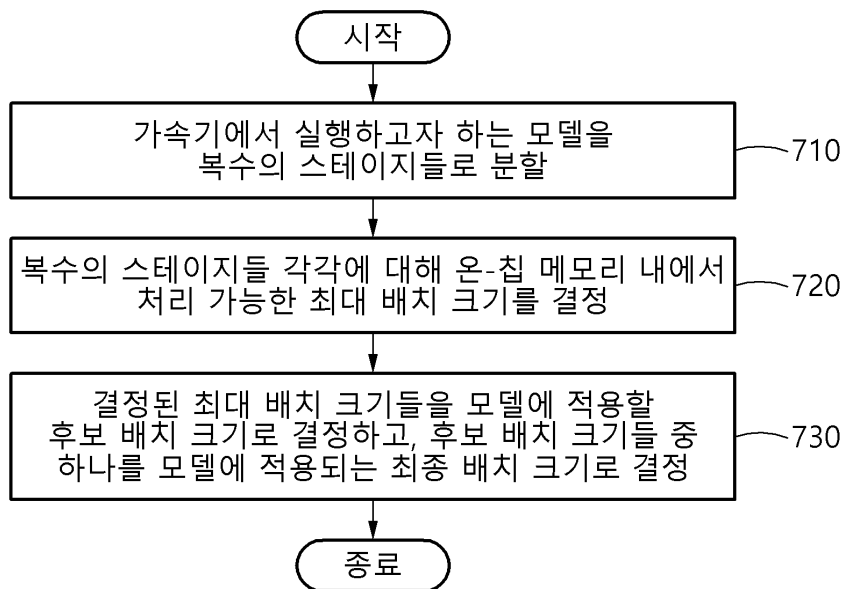 시작
가속기에서 실행하고자 하는 모델을
복수의 스테이지들로 분할
710
복수의 스테이지들 각각에 대해 온-칩 메모리 내에서
처리 가능한 최대 배치 크기를 결정
720
결정된 최대 배치 크기들을 모델에 적용할
후보 배치 크기로 결정하고, 후보 배치 크기들 중
하나를 모델에 적용되는 최종 배치 크기로 결정
730
종료